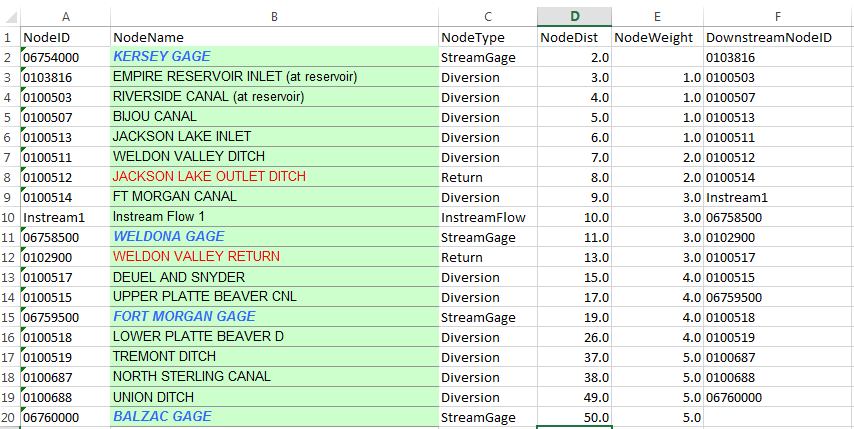 A B C D E F
1 NodeID NodeName NodeType NodeDist NodeWeight DownstreamNodeID
2 06754000 KERSEY GAGE StreamGage 2.0 0103816
3 0103816 EMPIRE RESERVOIR INLET (at reservoir) Diversion 3.0 1.0 0100503
4 0100503 RIVERSIDE CANAL (at reservoir) Diversion 4.0 1.0 0100507
5 0100507 BIJOU CANAL Diversion 5.0 1.0 0100513
6 0100513 JACKSON LAKE INLET Diversion 6.0 1.0 0100511
7 0100511 WELDON VALLEY DITCH Diversion 7.0 2.0 0100512
8 0100512 JACKSON LAKE OUTLET DITCH Return 8.0 2.0 0100514
9 0100514 FT MORGAN CANAL Diversion 9.0 3.0 Instream1
10 Instream1 Instream Flow 1 InstreamFlow 10.0 3.0 06758500
11 06758500 WELDONA GAGE StreamGage 11.0 3.0 0102900
12 0102900 WELDON VALLEY RETURN Return 13.0 3.0 0100517
13 0100517 DEUEL AND SNYDER Diversion 15.0 4.0 0100515
14 0100515 UPPER PLATTE BEAVER CNL Diversion 17.0 4.0 06759500
15 06759500 FORT MORGAN GAGE StreamGage 19.0 4.0 0100518
16 0100518 LOWER PLATTE BEAVER D Diversion 26.0 4.0 0100519
17 0100519 TREMONT DITCH Diversion 37.0 5.0 0100687
18 0100687 NORTH STERLING CANAL Diversion 38.0 5.0 0100688
19 0100688 UNION DITCH Diversion 49.0 5.0 06760000
20 06760000 BALZAC GAGE StreamGage 50.0 5.0